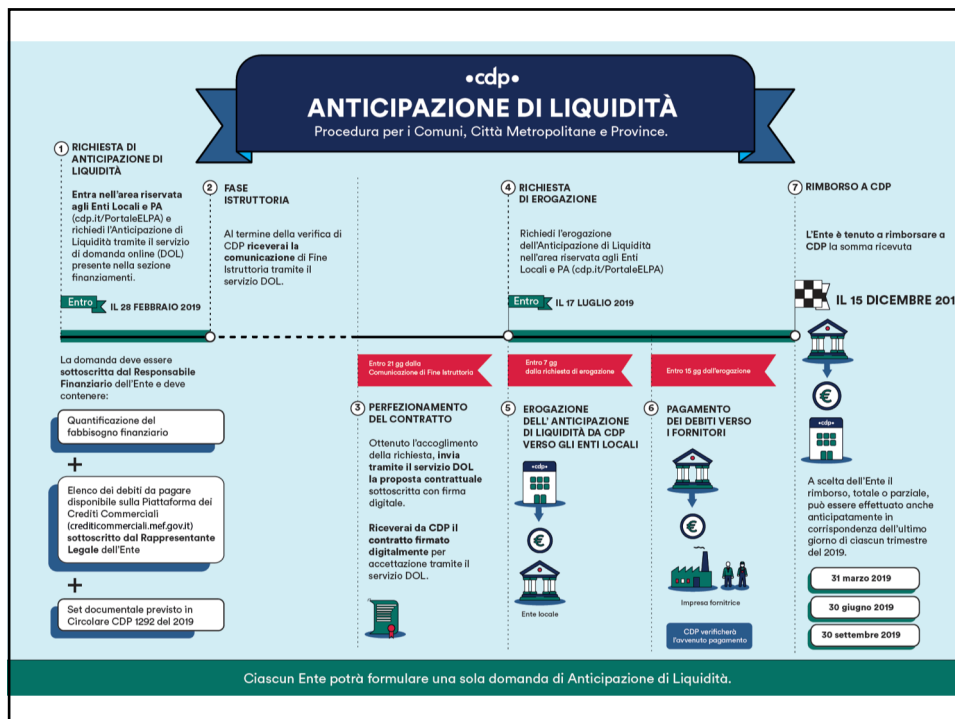 •cdp•
ANTICIPAZIONE DI LIQUIDITÀ
Procedura per i Comuni, Città Metropolitane e Province.
1
RICHIESTA DI
ANTICIPAZIONE DI
LIQUIDITÀ
Entra nell'area riservata
agli Enti Locali e PA
(cdp.it/PortaleELPA) e
richiedi l'Anticipazione di
Liquidità tramite il servizio
di domanda online (DOL)
presente nella sezione
finanziamenti.
Entro
IL 28 FEBBRAIO 2019
La domanda deve essere
sottoscritta dal Responsabile
Finanziario dell'Ente e deve
contenere:
Quantificazione del
fabbisogno finanziario
+
Elenco dei debiti da pagare
disponibile sulla Piattaforma dei
Crediti Commerciali
(crediticommerciali.mef.gov.it)
sottoscritto dal Rappresentante
Legale dell'Ente
+
Set documentale previsto in
Circolare CDP 1292 del 2019
2
FASE
ISTRUTTORIA
Al termine della verifica di
CDP riceverai la
comunicazione di Fine
Istruttoria tramite il
servizio DOL.
Entro 21 gg dalla
Comunicazione di Fine Istruttoria
3
PERFEZIONAMENTO
DEL CONTRATTO
Ottenuto l'accoglimento
della richiesta, invia
tramite il servizio DOL
la proposta contrattuale
sottoscritta con firma
digitale.
Riceverai da CDP il
contratto firmato
digitalmente per
accettazione tramite il
servizio DOL.
4
RICHIESTA
DI EROGAZIONE
Richiedi l'erogazione
dell'Anticipazione di Liquidità
nell'area riservata agli Enti
Locali e PA (cdp.it/PortaleELPA)
Entro
IL 17 LUGLIO 2019
Entro 7 gg
dalla richiesta di erogazione
5
EROGAZIONE
DELL' ANTICIPAZIONE
DI LIQUIDITÀ DA CDP
VERSO GLI ENTI LOCALI
•cdp•
€
Ente locale
Entro 15 gg dall'erogazione
6
PAGAMENTO
DEI DEBITI VERSO
I FORNITORI
€
Impresa fornitrice
CDP verificherà
l'avvenuto pagamento
7
RIMBORSO A CDP
L'Ente è tenuto a rimborsare a
CDP la somma ricevuta
IL 15 DICEMBRE 201
€
•cdp•
A scelta dell'Ente il
rimborso, totale o parziale,
può essere effettuato anche
anticipatamente in
corrispondenza dell'ultimo
giorno di ciascun trimestre
del 2019.
31 marzo 2019
30 giugno 2019
30 settembre 2019
Ciascun Ente potrà formulare una sola domanda di Anticipazione di Liquidità.